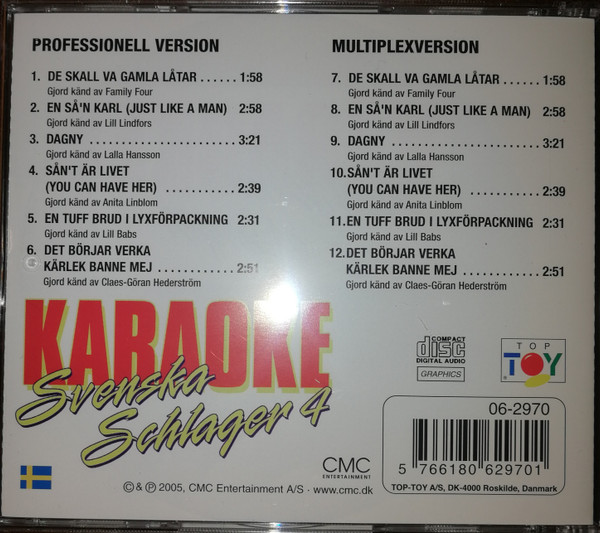 PROFESSIONELL VERSION
1. DE SKALL VA GAMLA LÅTAR ...... 1:58
Gjord känd av Family Four
2. EN SÅ'N KARL (JUST LIKE A MAN) 2:58
Gjord känd av Lill Lindfors
3. DAGNY .......................... 3:21
Gjord känd av Lalla Hansson
4. SÅN'T ÄR LIVET
(YOU CAN HAVE HER) ........... 2:39
Gjord känd av Anita Linblom
5. EN TUFF BRUD I LYXFÖRPACKNING 2:31
Gjord känd av Lill Babs
6. DET BÖRJAR VERKA
KÄRLEK BANNE MEJ ............ 2:51
Gjord känd av Claes-Göran Hederström
MULTIPLEXVERSION
7. DE SKALL VA GAMLA LÅTAR ...... 1:58
Gjord känd av Family Four
8. EN SÅ'N KARL (JUST LIKE A MAN) 2:58
Gjord känd av Lill Lindfors
9. DAGNY .......................... 3:21
Gjord känd av Lalla Hansson
10. SÅN'T ÄR LIVET
(YOU CAN HAVE HER) ........... 2:39
Gjord känd av Anita Linblom
11. EN TUFF BRUD I LYXFÖRPACKNING 2:31
Gjord känd av Lill Babs
12. DET BÖRJAR VERKA
KÄRLEK BANNE MEJ ............ 2:51
Gjord känd av Claes-Göran Hederström
KARAOKE
Svenska
Schlager 4
COMPACT
disc
DIGITAL AUDIO
GRAPHICS
TOP
TOY
®
CMC
ENTERTAINMENT
© & ℗ 2005, CMC Entertainment A/S · www.cmc.dk
06-2970
5 766180 629701
TOP-TOY A/S, DK-4000 Roskilde, Danmark